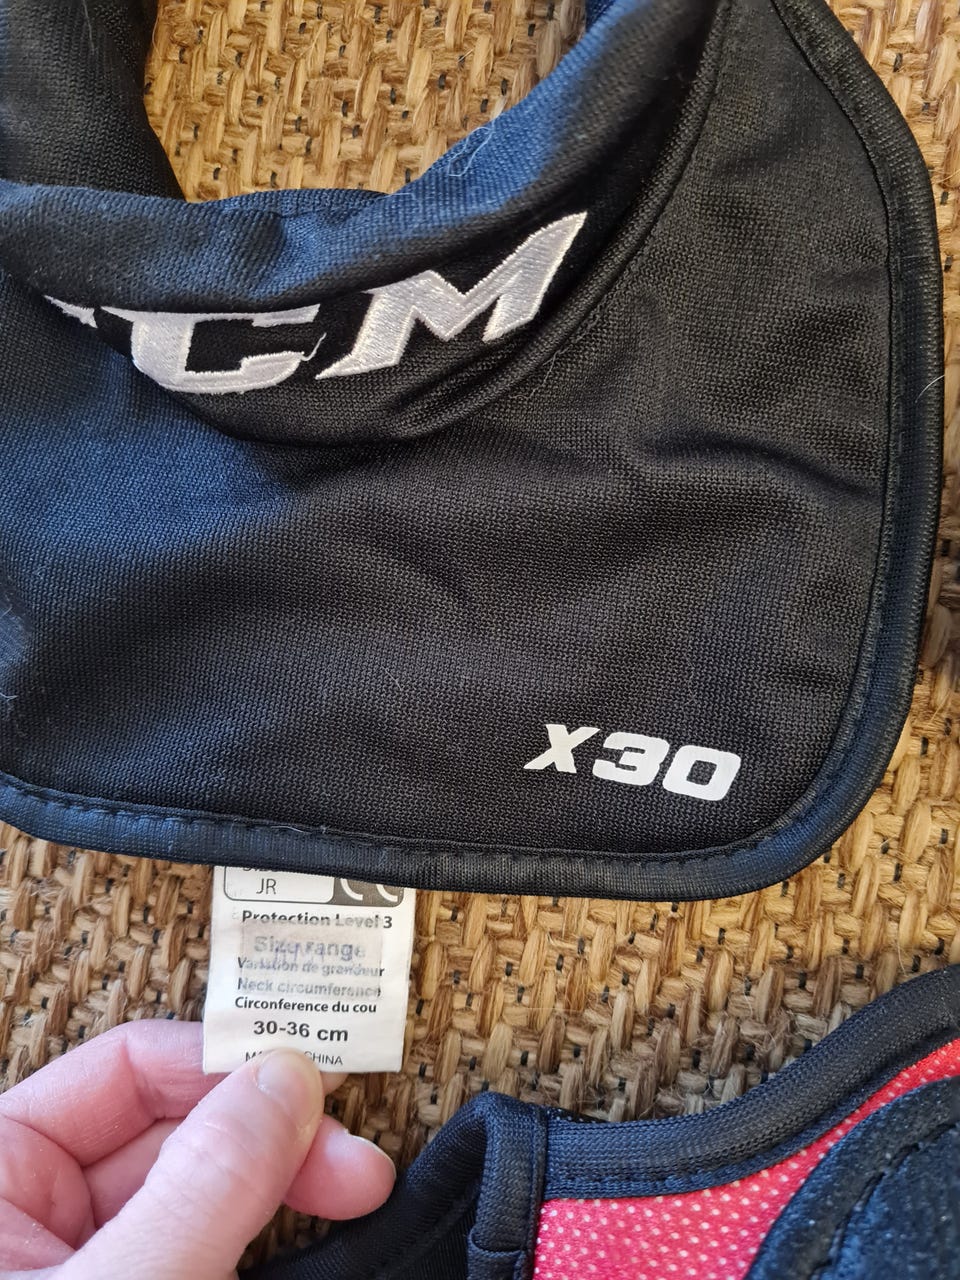 CM
X30
JR
Protection Level 3
Size range
Variation de grandeur
Neck circumference
Circonference du cou
30-36 cm
CHINA